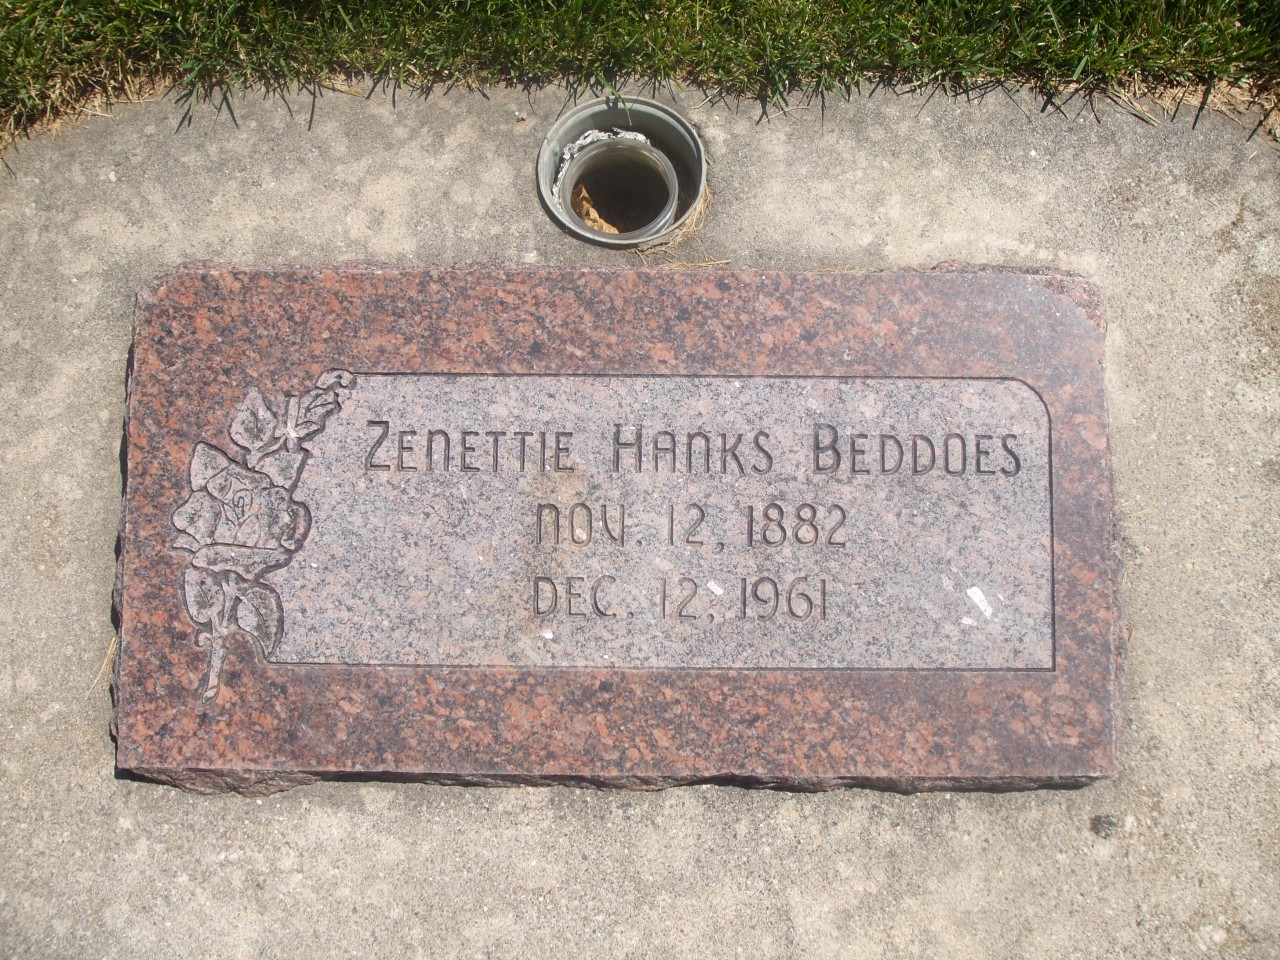 Zenettie Hanks Beddoes
Nov. 12, 1882
Dec. 12, 1961